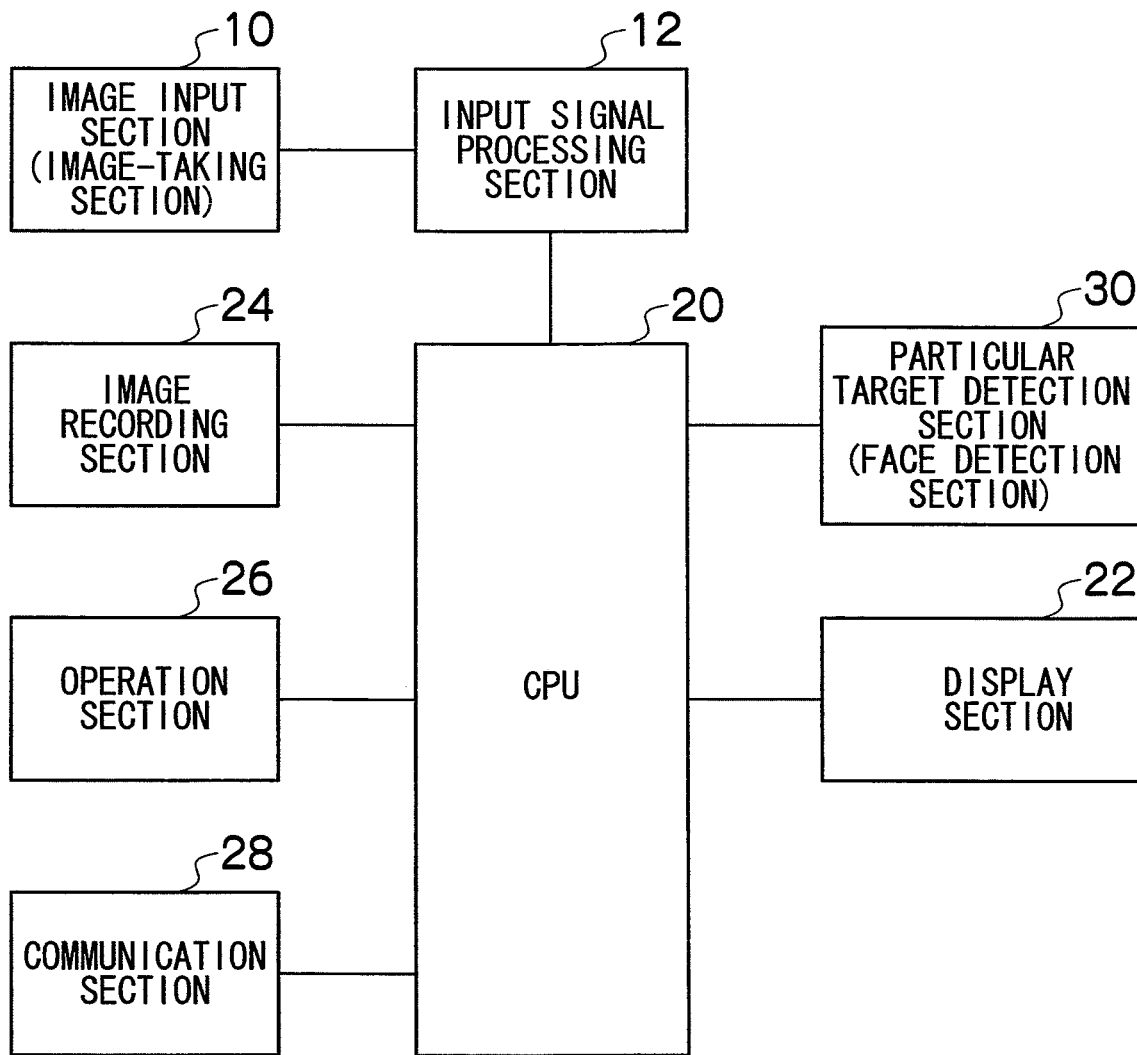 10
IMAGE INPUT
SECTION
(IMAGE-TAKING
SECTION)
12
INPUT SIGNAL
PROCESSING
SECTION
24
IMAGE
RECORDING
SECTION
20
CPU
30
PARTICULAR
TARGET DETECTION
SECTION
(FACE DETECTION
SECTION)
26
OPERATION
SECTION
22
DISPLAY
SECTION
28
COMMUNICATION
SECTION